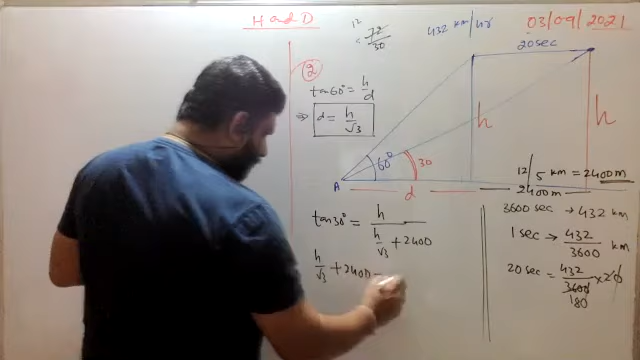 H a d D
03/09/2021
12
= 72/30
432 km/hr
20sec
2
tan60° = h/d
⇒ d = h/√3
h
h
60°
30
A
d
12/5 km = 2400m
2400m
tan30° = h / (h/√3 + 2400)
3600 sec → 432 km
1 sec → 432/3600 km
h/√3 + 2400 =
20sec = 432/3600 × 20
180